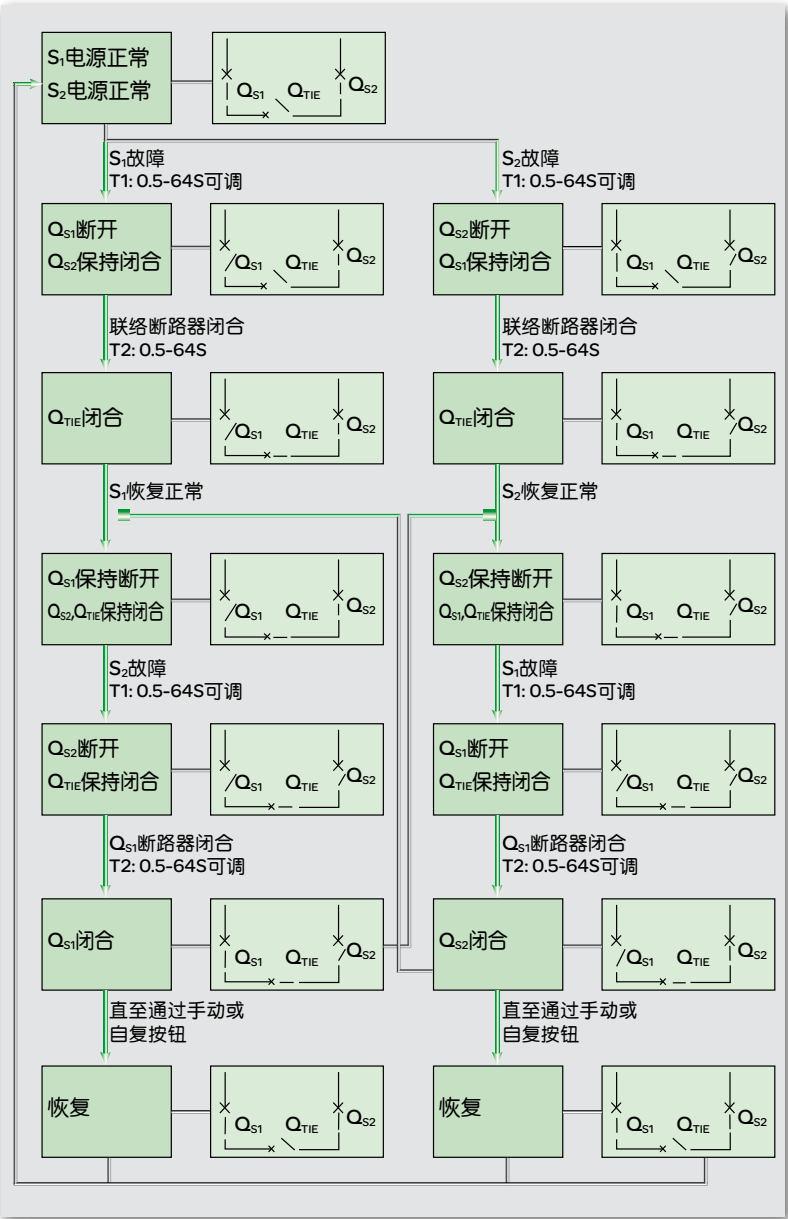 S₁电源正常
S₂电源正常
Q_S1 Q_TIE Q_S2
S₁故障
T1: 0.5-64S可调
S₂故障
T1: 0.5-64S可调
Q_S1断开
Q_S2保持闭合
Q_S1 Q_TIE Q_S2
Q_S2断开
Q_S1保持闭合
Q_S1 Q_TIE Q_S2
联络断路器闭合
T2: 0.5-64S
联络断路器闭合
T2: 0.5-64S
Q_TIE闭合
Q_S1 Q_TIE Q_S2
Q_TIE闭合
Q_S1 Q_TIE Q_S2
S₁恢复正常
S₂恢复正常
Q_S1保持断开
Q_S2,Q_TIE保持闭合
Q_S1 Q_TIE Q_S2
Q_S2保持断开
Q_S1,Q_TIE保持闭合
Q_S1 Q_TIE Q_S2
S₂故障
T1: 0.5-64S可调
S₁故障
T1: 0.5-64S可调
Q_S2断开
Q_TIE保持闭合
Q_S1 Q_TIE Q_S2
Q_S1断开
Q_TIE保持闭合
Q_S1 Q_TIE Q_S2
Q_S1断路器闭合
T2: 0.5-64S可调
Q_S1断路器闭合
T2: 0.5-64S可调
Q_S1闭合
Q_S1 Q_TIE Q_S2
Q_S2闭合
Q_S1 Q_TIE Q_S2
直至通过手动或
自复按钮
直至通过手动或
自复按钮
恢复
Q_S1 Q_TIE Q_S2
恢复
Q_S1 Q_TIE Q_S2